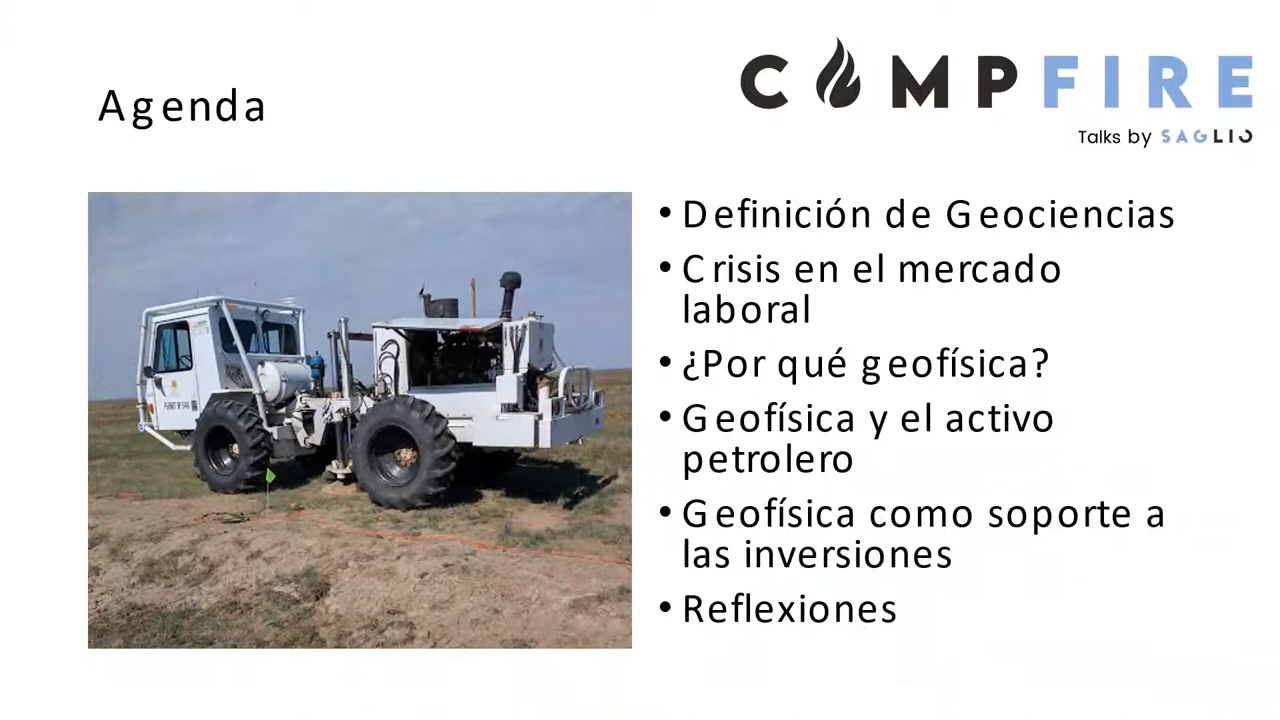 Agenda
CAMPFIRE
Talks by SAGLIO
• Definición de Geociencias
• Crisis en el mercado
laboral
• ¿Por qué geofísica?
• Geofísica y el activo
petrolero
• Geofísica como soporte a
las inversiones
• Reflexiones